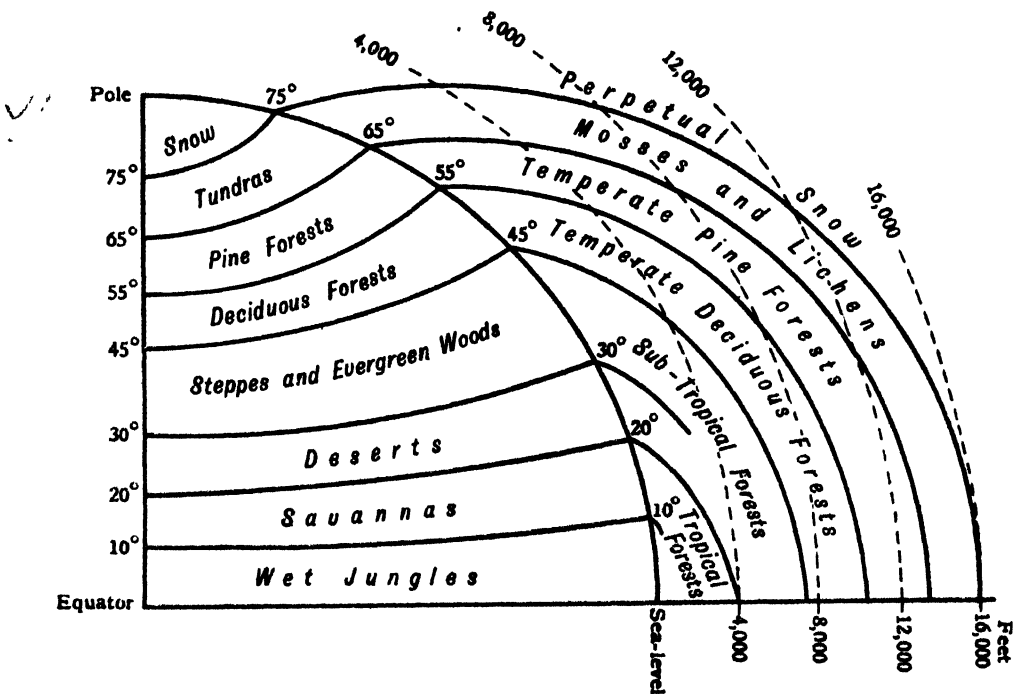 4,000
8,000
12,000
16,000
Pole
75°
65°
55°
45°
30°
20°
10°
Equator
75°
65°
55°
45°
30°
20°
10°
Snow
Tundras
Pine Forests
Deciduous Forests
Steppes and Evergreen Woods
Deserts
Savannas
Wet Jungles
Perpetual Snow
Mosses and Lichens
Temperate Pine Forests
Temperate Deciduous Forests
Sub-Tropical Forests
Tropical
Forests
Sea-level
4,000
8,000
12,000
16,000
Feet